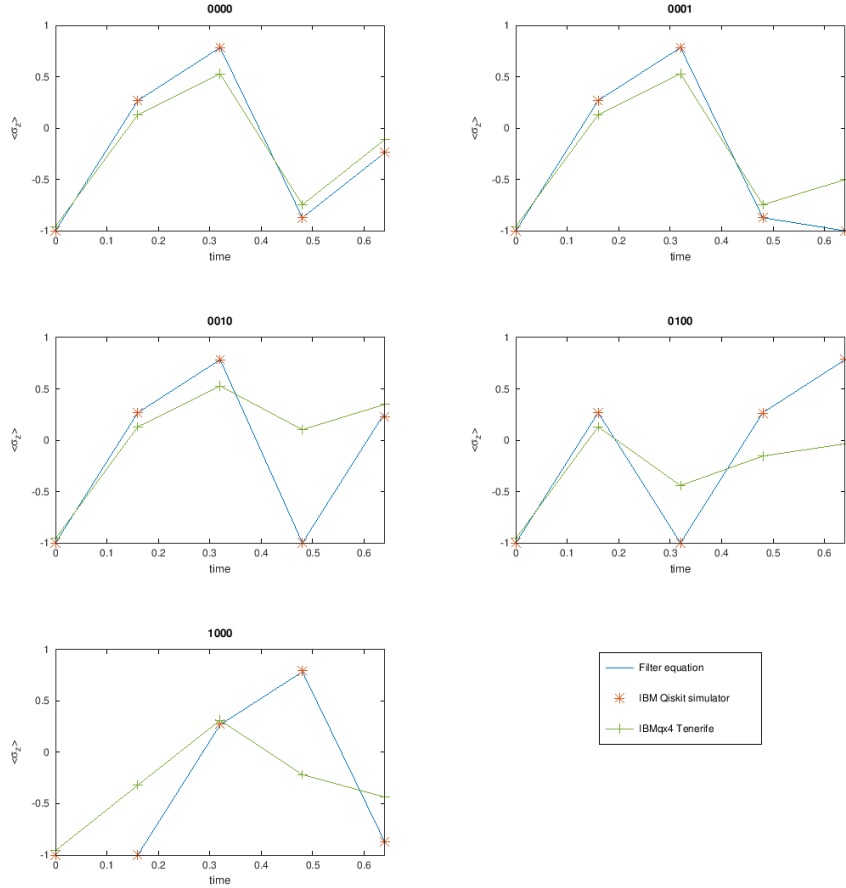 0000
1
0.5
0
-0.5
-1
<σz>
0 0.1 0.2 0.3 0.4 0.5 0.6
time
0001
1
0.5
0
-0.5
-1
<σz>
0 0.1 0.2 0.3 0.4 0.5 0.6
time
0010
1
0.5
0
-0.5
-1
<σz>
0 0.1 0.2 0.3 0.4 0.5 0.6
time
0100
1
0.5
0
-0.5
-1
<σz>
0 0.1 0.2 0.3 0.4 0.5 0.6
time
1000
1
0.5
0
-0.5
-1
<σz>
0 0.1 0.2 0.3 0.4 0.5 0.6
time
Filter equation
IBM Qiskit simulator
IBMqx4 Tenerife